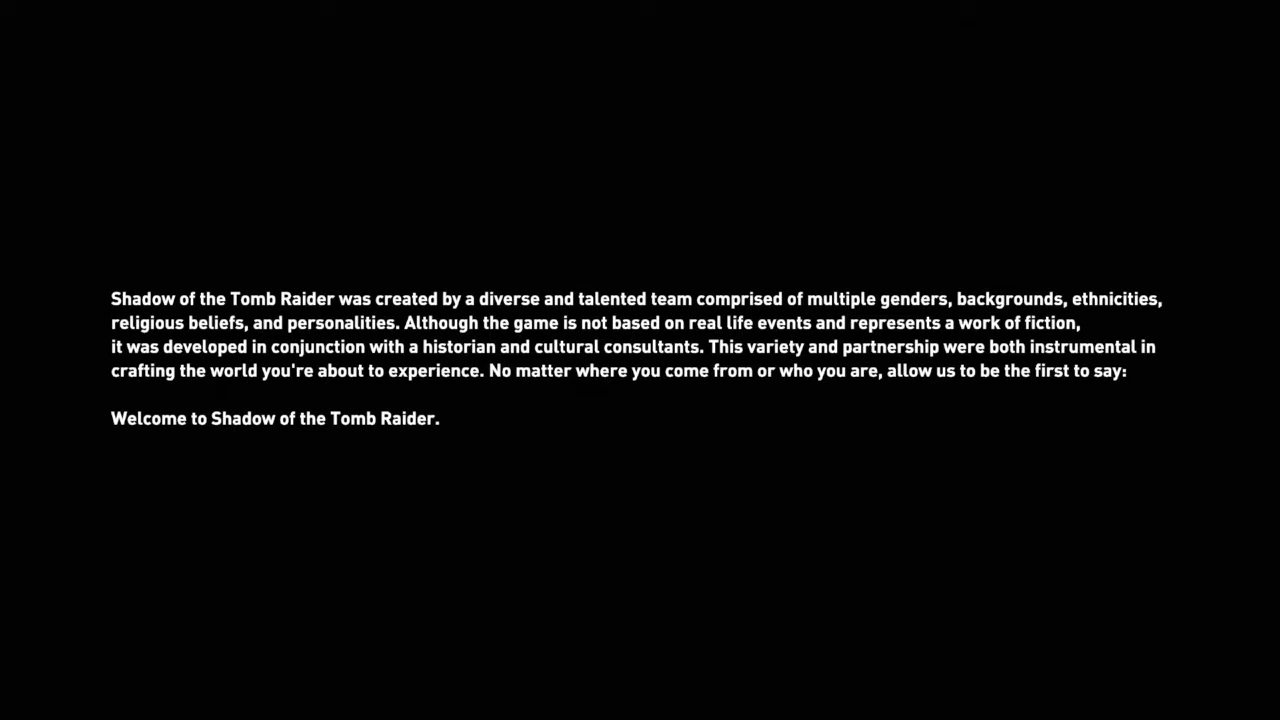 Shadow of the Tomb Raider was created by a diverse and talented team comprised of multiple genders, backgrounds, ethnicities,
religious beliefs, and personalities. Although the game is not based on real life events and represents a work of fiction,
it was developed in conjunction with a historian and cultural consultants. This variety and partnership were both instrumental in
crafting the world you're about to experience. No matter where you come from or who you are, allow us to be the first to say:
Welcome to Shadow of the Tomb Raider.